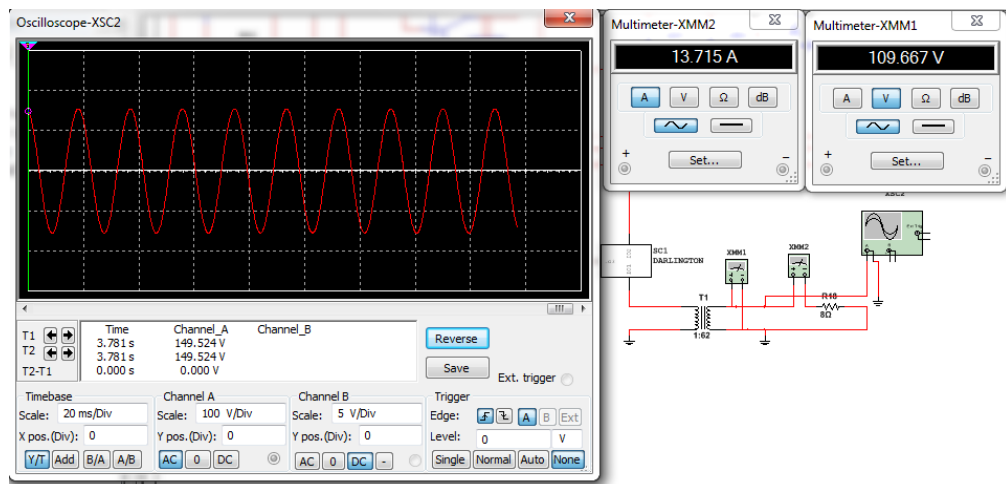 Oscilloscope-XSC2
Time Channel_A Channel_B
T1 3.781 s 149.524 V
T2 3.781 s 149.524 V
T2-T1 0.000 s 0.000 V
Reverse
Save
Ext. trigger
Timebase
Scale: 20 ms/Div
X pos.(Div): 0
Y/T Add B/A A/B
Channel A
Scale: 100 V/Div
Y pos.(Div): 0
AC 0 DC
Channel B
Scale: 5 V/Div
Y pos.(Div): 0
AC 0 DC -
Trigger
Edge: A B Ext
Level: 0 V
Single Normal Auto None
Multimeter-XMM2
13.715 A
A V Ω dB
Set...
+ −
Multimeter-XMM1
109.667 V
A V Ω dB
Set...
+ −
XSC2
Ext Trig
SC1
DARLINGTON
XMM1
XMM2
T1
1:62
R18
8Ω